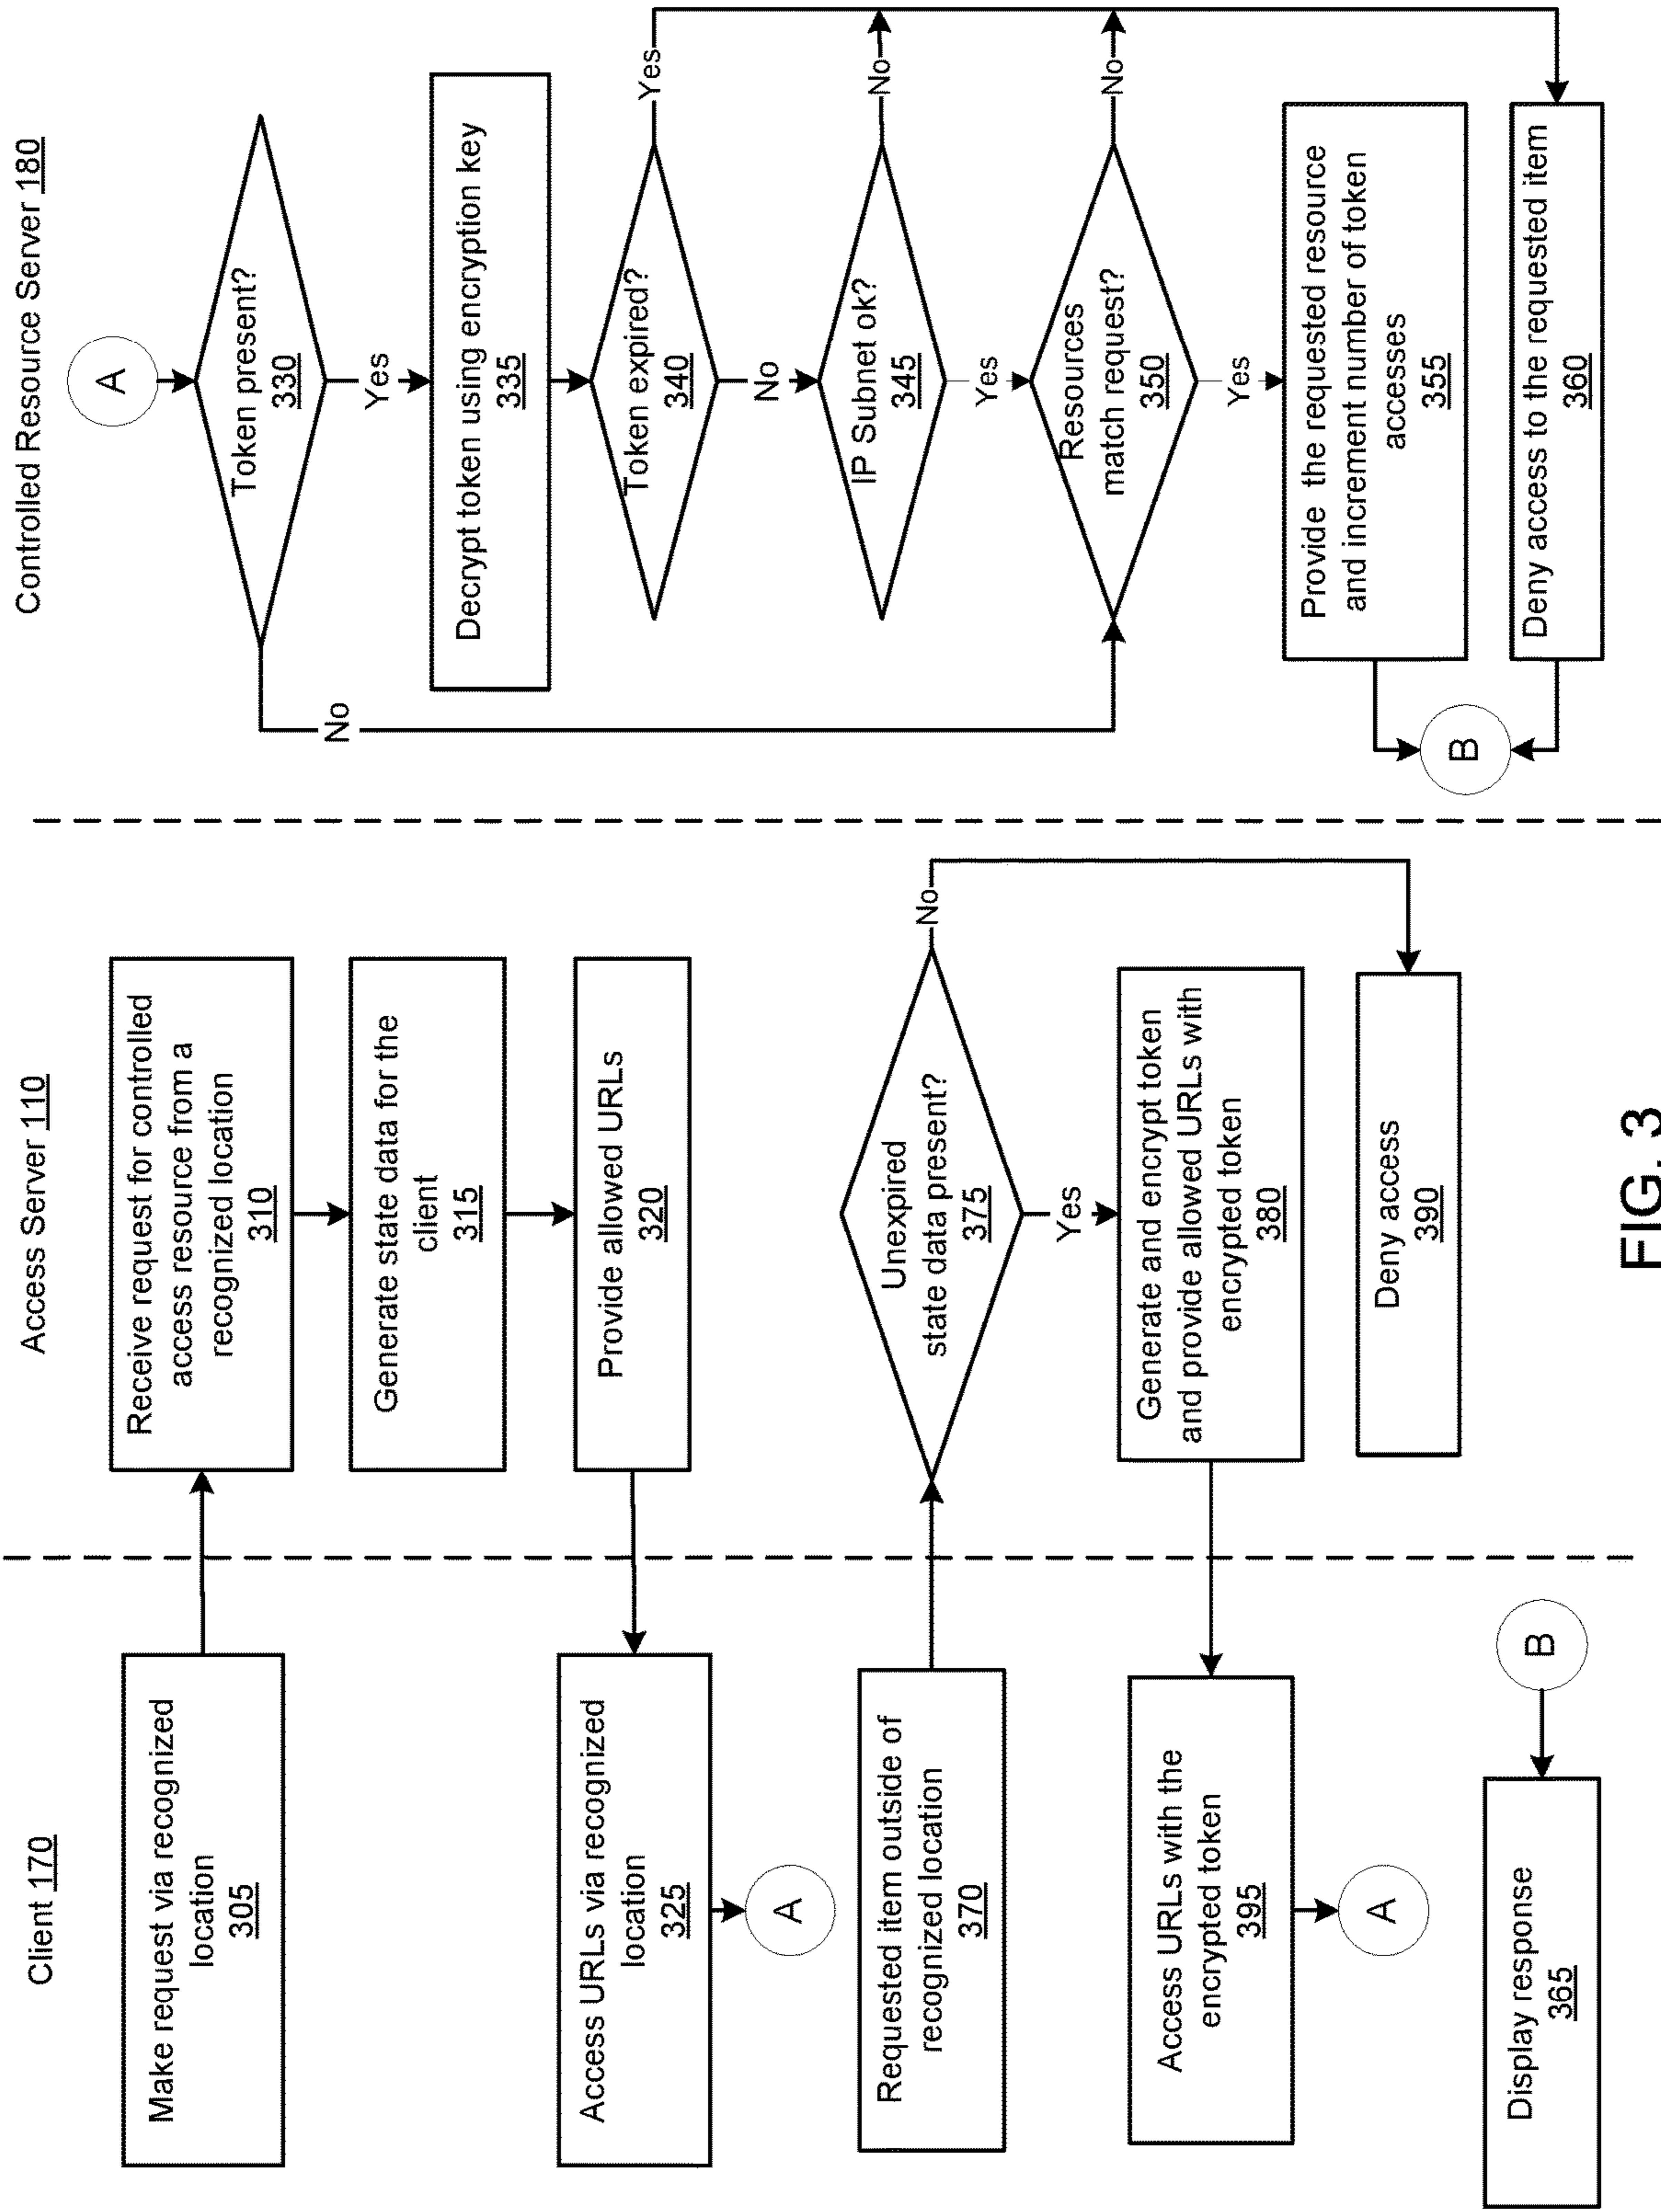 Client 170
Access Server 110
Controlled Resource Server 180
Make request via recognized
location
305
Receive request for controlled
access resource from a
recognized location
310
Generate state data for the
client
315
Provide allowed URLs
320
Access URLs via recognized
location
325
A
Requested item outside of
recognized location
370
Unexpired
state data present?
375
No
Yes
Generate and encrypt token
and provide allowed URLs with
encrypted token
380
Deny access
390
Access URLs with the
encrypted token
395
A
B
Display response
365
A
Token present?
330
No
Yes
Decrypt token using encryption key
335
Token expired?
340
Yes
No
IP Subnet ok?
345
No
Yes
Resources
match request?
350
No
Yes
Provide the requested resource
and increment number of token
accesses
355
Deny access to the requested item
360
B
FIG. 3